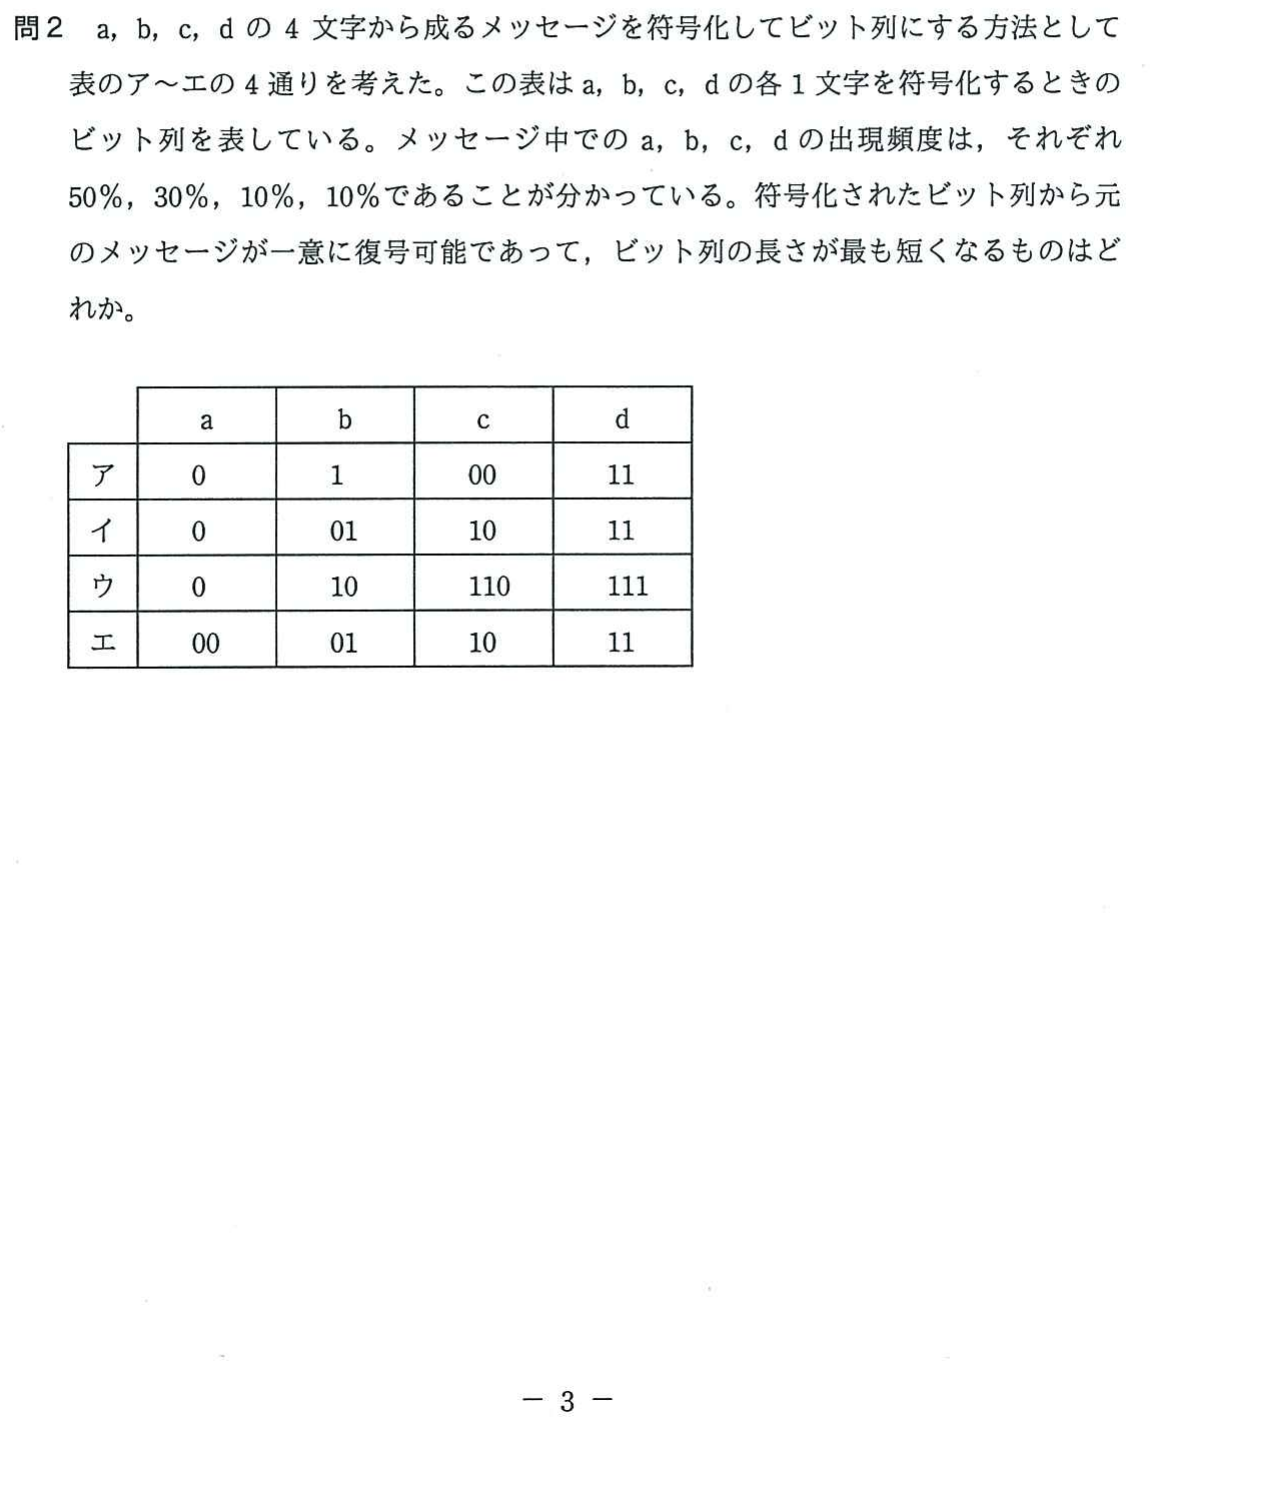 問2 a，b，c，d の 4 文字から成るメッセージを符号化してビット列にする方法として
表のア～エの 4 通りを考えた。この表は a，b，c，d の各 1 文字を符号化するときの
ビット列を表している。メッセージ中での a，b，c，d の出現頻度は，それぞれ
50％，30％，10％，10％であることが分かっている。符号化されたビット列から元
のメッセージが一意に復号可能であって，ビット列の長さが最も短くなるものはど
れか。
a b c d
ア 0 1 00 11
イ 0 01 10 11
ウ 0 10 110 111
エ 00 01 10 11
－ 3 －